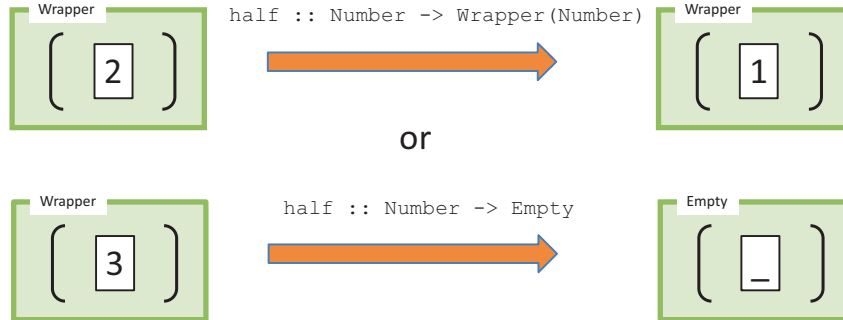 Wrapper
half :: Number -> Wrapper(Number)
Wrapper
( 2 )
( 1 )
or
Wrapper
half :: Number -> Empty
Empty
( 3 )
( _ )